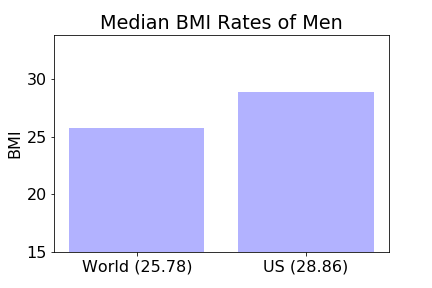 Median BMI Rates of Men
BMI
30
25
20
15
World (25.78)
US (28.86)